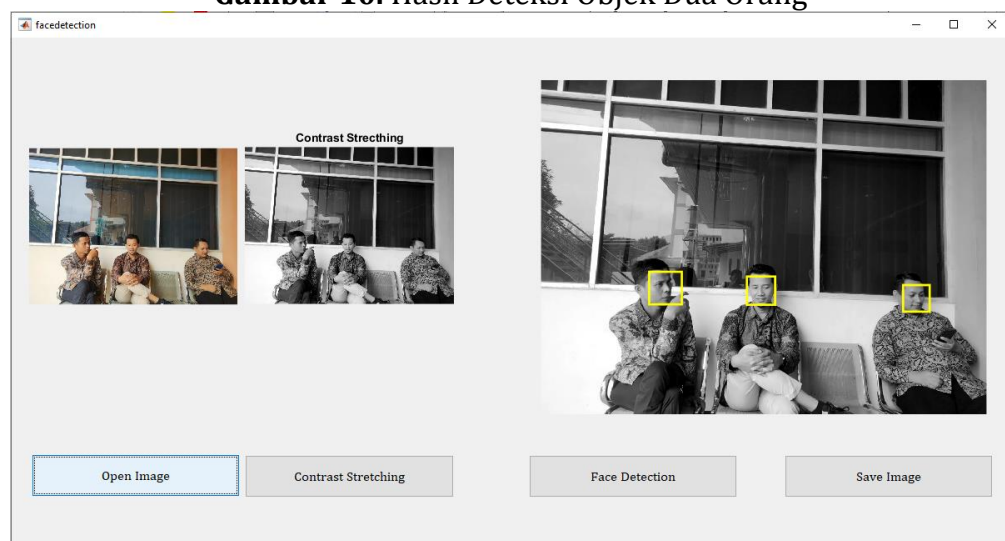 Gambar 10. Hasil Deteksi Objek Dua Orang
facedetection
Contrast Strecthing
Open Image
Contrast Stretching
Face Detection
Save Image